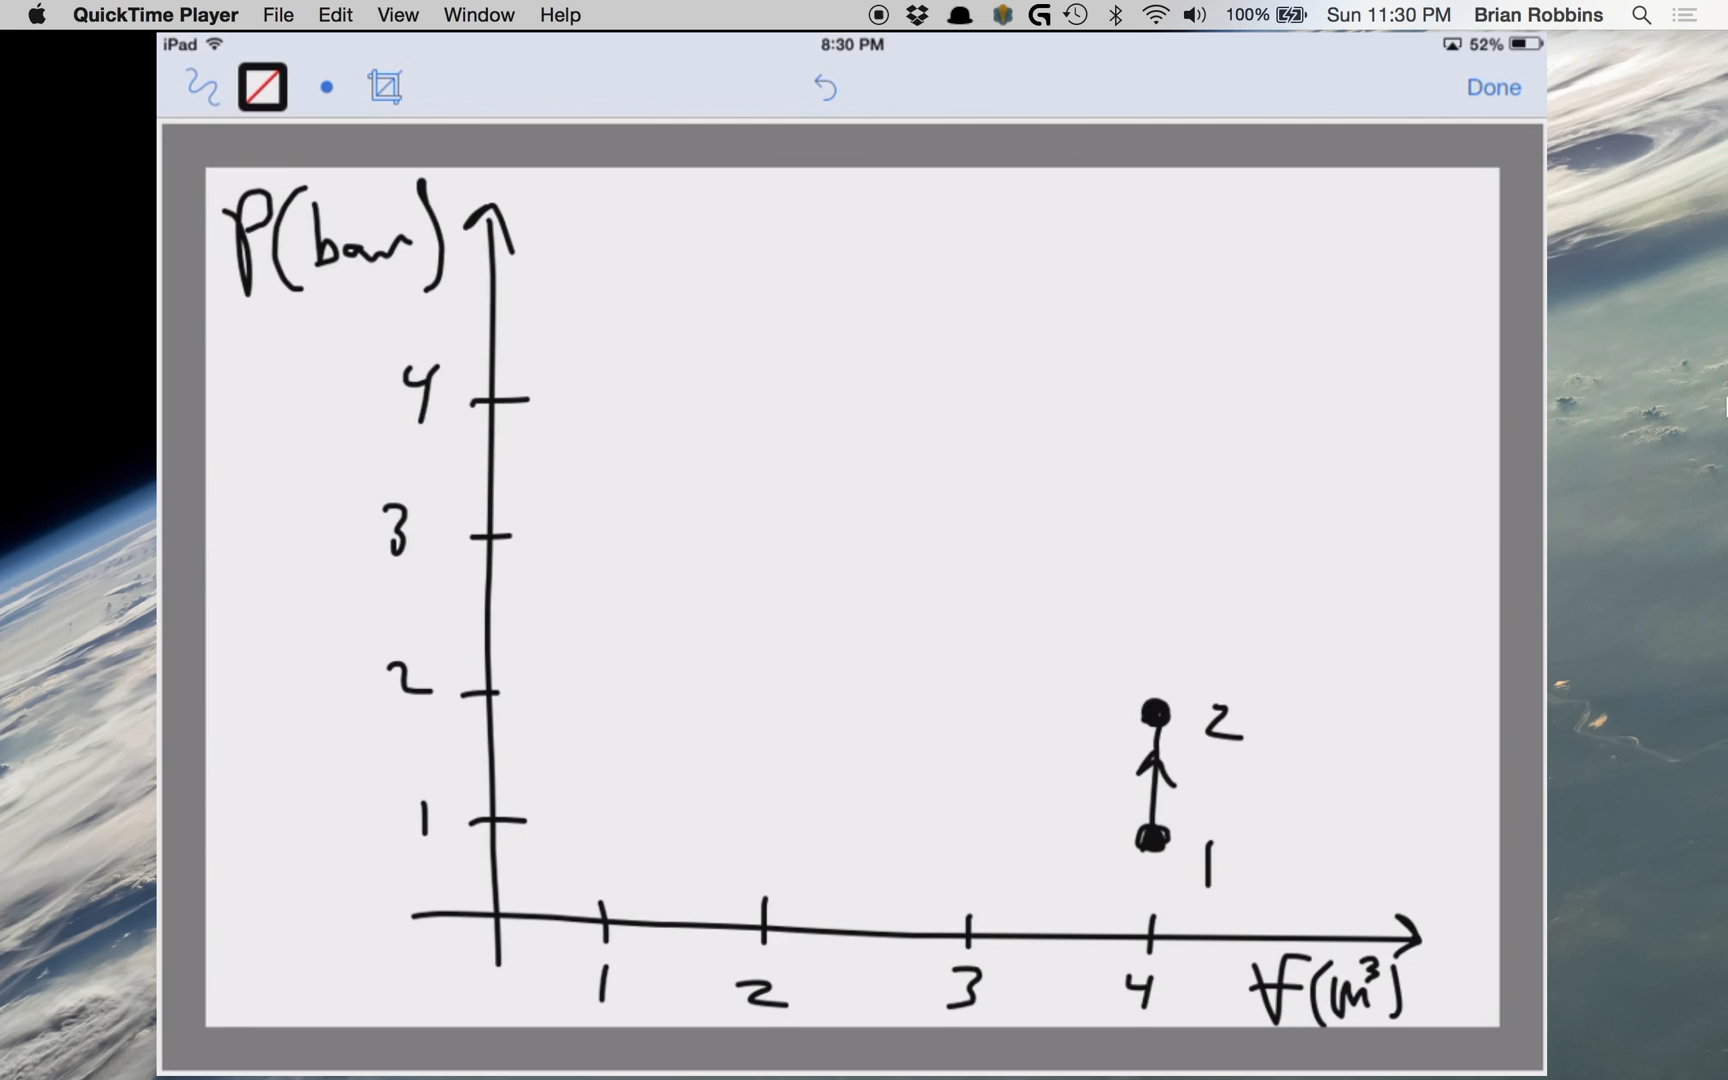 QuickTime Player File Edit View Window Help 100% Sun 11:30 PM Brian Robbins
iPad 8:30 PM 52%
Done
P(bar)
4
3
2
1
2
1
1 2 3 4 V(m³)